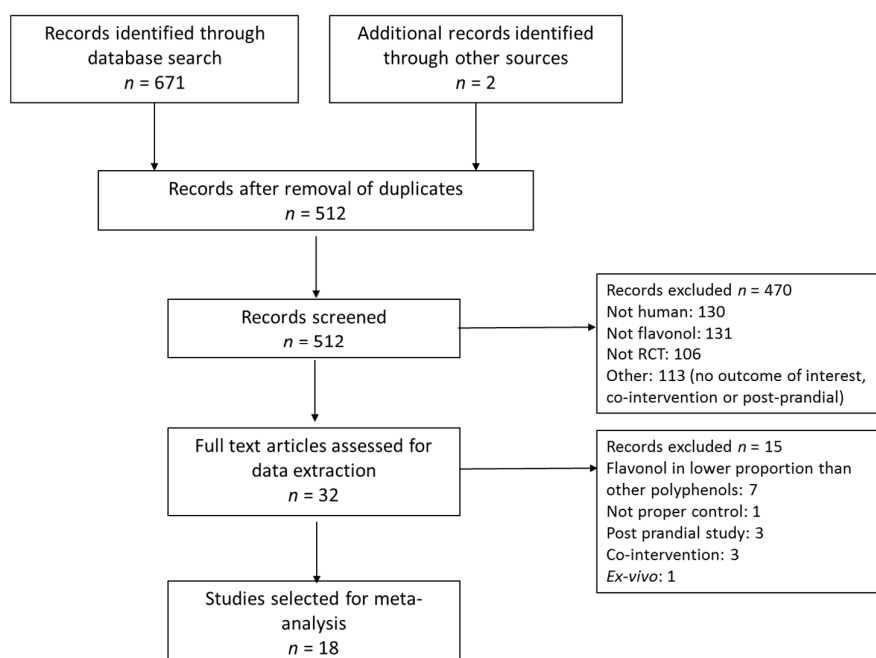 Records identified through
database search
n = 671
Additional records identified
through other sources
n = 2
Records after removal of duplicates
n = 512
Records screened
n = 512
Records excluded n = 470
Not human: 130
Not flavonol: 131
Not RCT: 106
Other: 113 (no outcome of interest,
co-intervention or post-prandial)
Full text articles assessed for
data extraction
n = 32
Records excluded n = 15
Flavonol in lower proportion than
other polyphenols: 7
Not proper control: 1
Post prandial study: 3
Co-intervention: 3
Ex-vivo: 1
Studies selected for meta-
analysis
n = 18